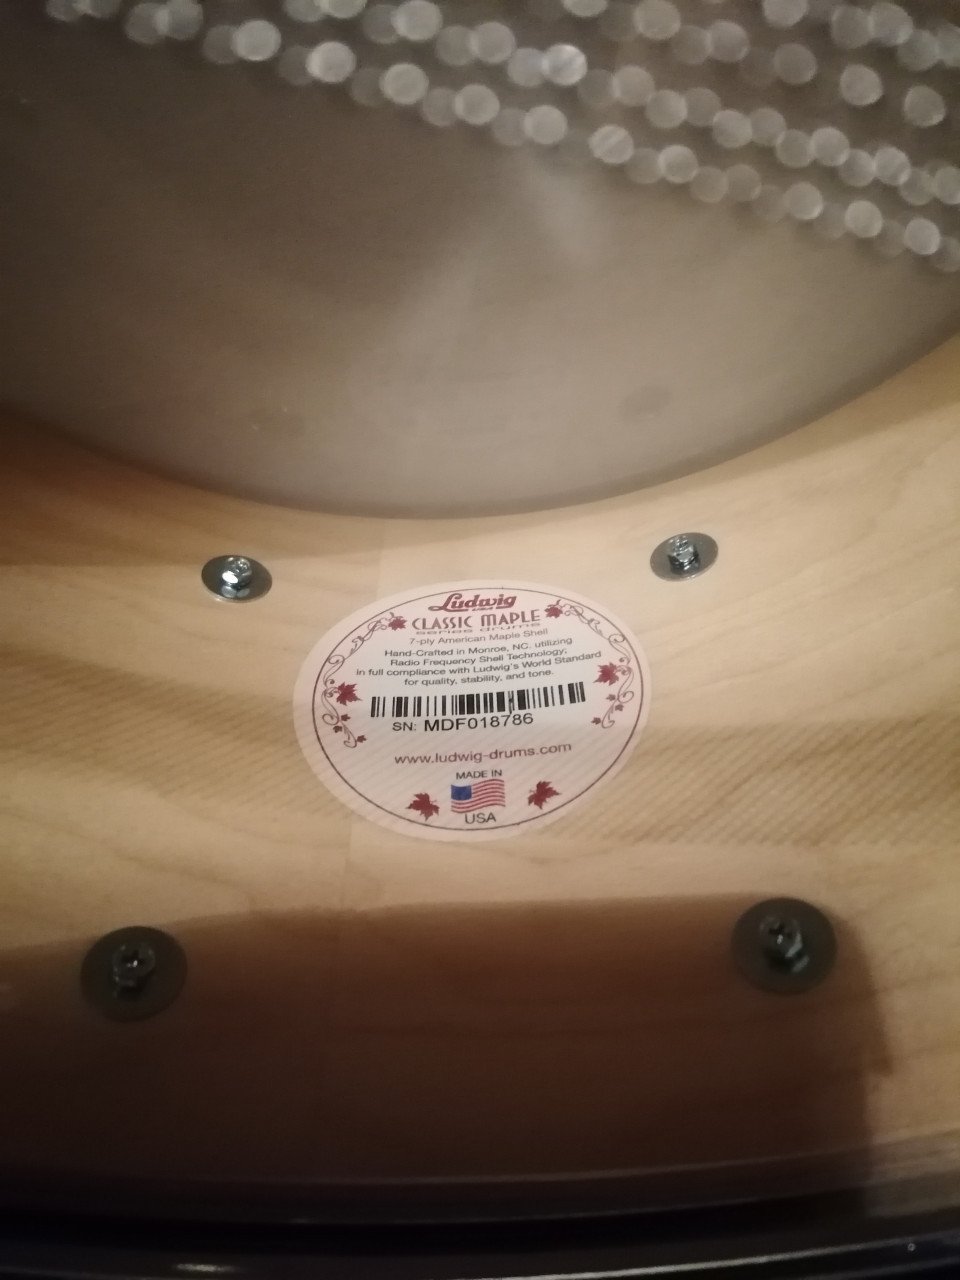 Ludwig
USA
CLASSIC MAPLE
series drums
7-ply American Maple Shell
Hand-Crafted in Monroe, NC. utilizing
Radio Frequency Shell Technology;
in full compliance with Ludwig's World Standard
for quality, stability, and tone.
SN: MDF018786
www.ludwig-drums.com
MADE IN
USA